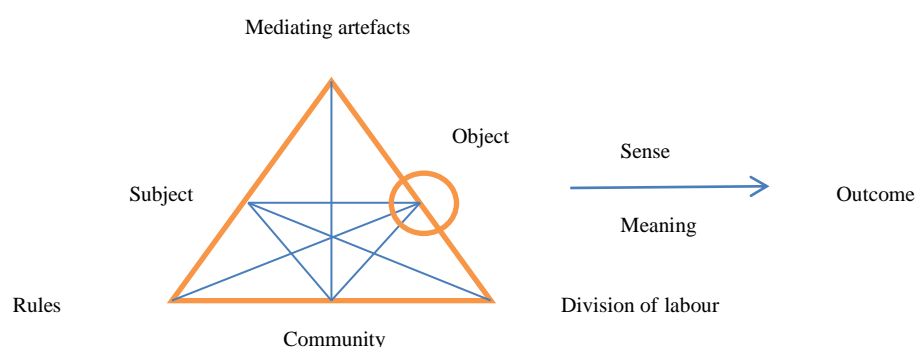 Mediating artefacts
Object
Sense
Subject
Outcome
Meaning
Rules
Division of labour
Community